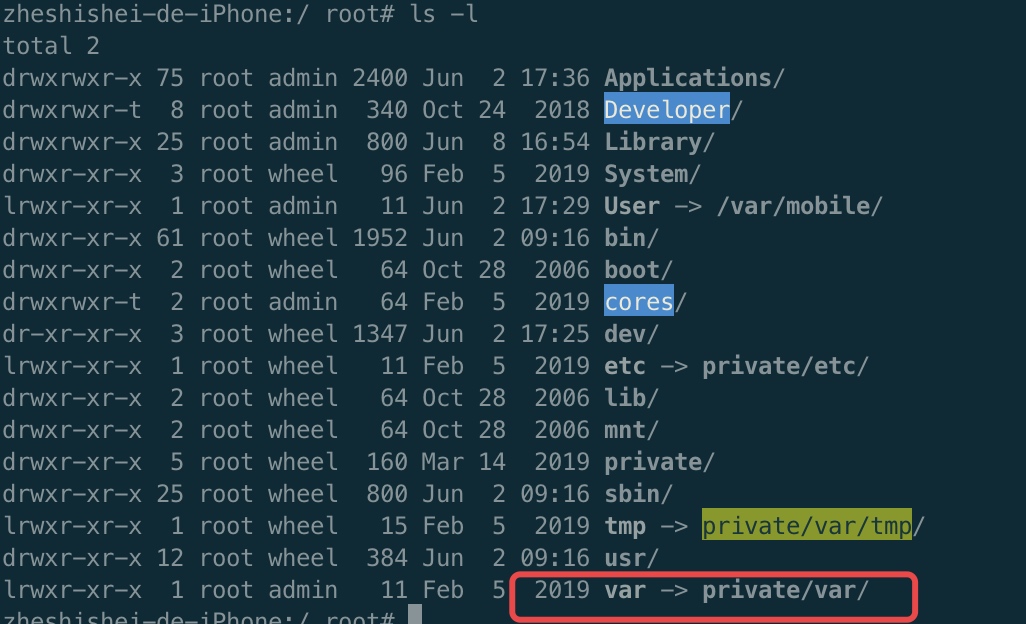 zheshishei-de-iPhone:/ root# ls -l
total 2
drwxrwxr-x 75 root admin 2400 Jun  2 17:36 Applications/
drwxrwxr-t  8 root admin  340 Oct 24  2018 Developer/
drwxrwxr-x 25 root admin  800 Jun  8 16:54 Library/
drwxr-xr-x  3 root wheel   96 Feb  5  2019 System/
lrwxr-xr-x  1 root admin   11 Jun  2 17:29 User -> /var/mobile/
drwxr-xr-x 61 root wheel 1952 Jun  2 09:16 bin/
drwxr-xr-x  2 root wheel   64 Oct 28  2006 boot/
drwxrwxr-t  2 root admin   64 Feb  5  2019 cores/
dr-xr-xr-x  3 root wheel 1347 Jun  2 17:25 dev/
lrwxr-xr-x  1 root wheel   11 Feb  5  2019 etc -> private/etc/
drwxr-xr-x  2 root wheel   64 Oct 28  2006 lib/
drwxr-xr-x  2 root wheel   64 Oct 28  2006 mnt/
drwxr-xr-x  5 root wheel  160 Mar 14  2019 private/
drwxr-xr-x 25 root wheel  800 Jun  2 09:16 sbin/
lrwxr-xr-x  1 root wheel   15 Feb  5  2019 tmp -> private/var/tmp/
drwxr-xr-x 12 root wheel  384 Jun  2 09:16 usr/
lrwxr-xr-x  1 root admin   11 Feb  5  2019 var -> private/var/
zheshishei-de-iPhone:/ root#